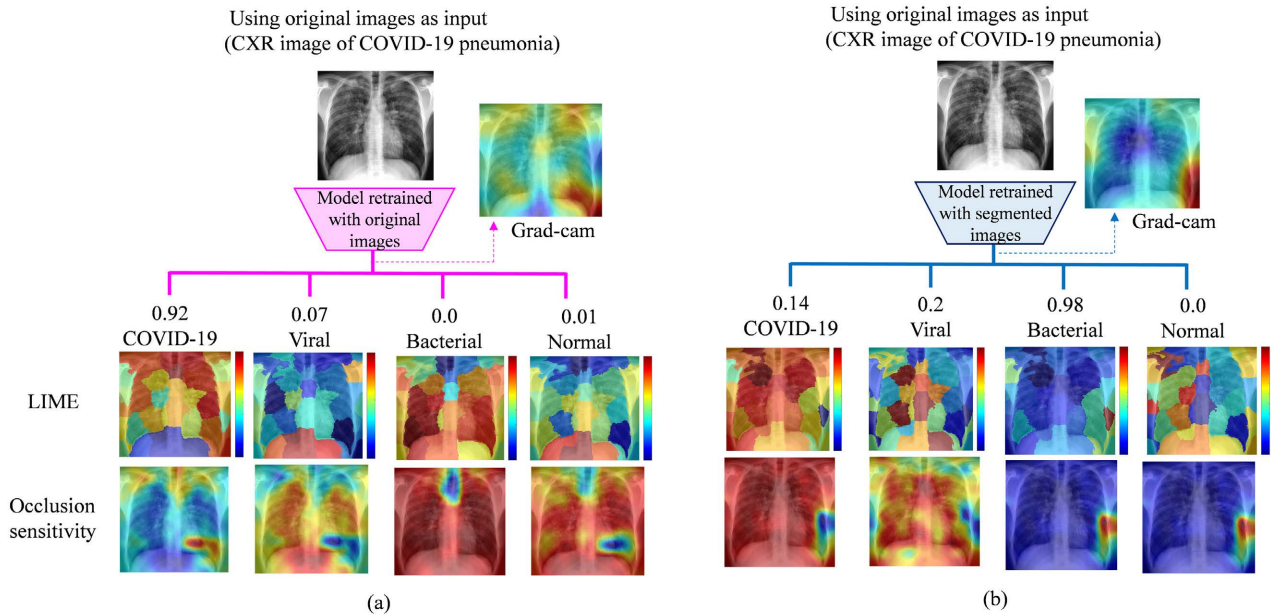 Using original images as input
(CXR image of COVID-19 pneumonia)
Model retrained
with original
images
Grad-cam
0.92
0.07
0.0
0.01
COVID-19
Viral
Bacterial
Normal
LIME
Occlusion
sensitivity
(a)
Using original images as input
(CXR image of COVID-19 pneumonia)
Model retrained
with segmented
images
Grad-cam
0.14
0.2
0.98
0.0
COVID-19
Viral
Bacterial
Normal
(b)